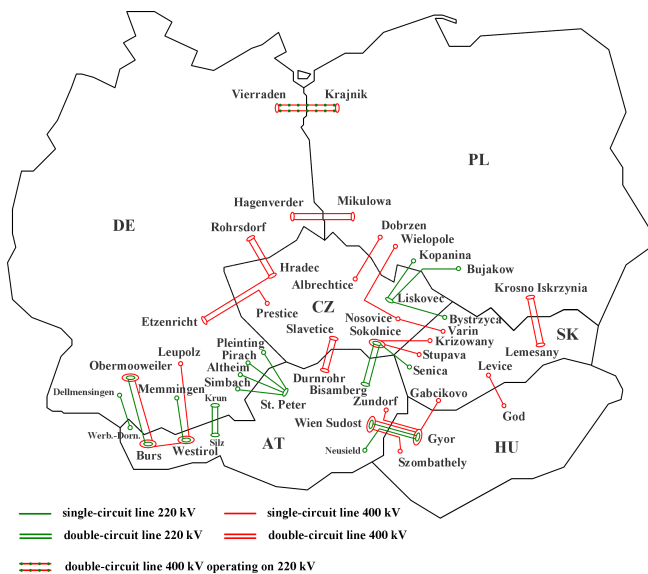 Vierraden Krajnik
PL
Hagenverder Mikulowa
DE
Rohrsdorf
Dobrzen
Wielopole
Kopanina
Bujakow
Hradec
Albrechtice
Liskovec
Krosno Iskrzynia
Prestice
CZ
Etzenricht
Nosovice
Bystrzyca
Varin
SK
Slavetice
Sokolnice
Krizowany
Pleinting
Leupolz
Pirach
Stupava
Lemesany
Obermooweiler
Altheim
Durnrohr
Senica
Levice
Simbach
Bisamberg
Dellmensingen
Memmingen
Krun
St. Peter
Zundorf
Gabcikovo
God
Wien Sudost
Werb.-Dorn.
AT
Gyor
HU
Burs
Westirol
Silz
Neusield
Szombathely
single-circuit line 220 kV
single-circuit line 400 kV
double-circuit line 220 kV
double-circuit line 400 kV
double-circuit line 400 kV operating on 220 kV